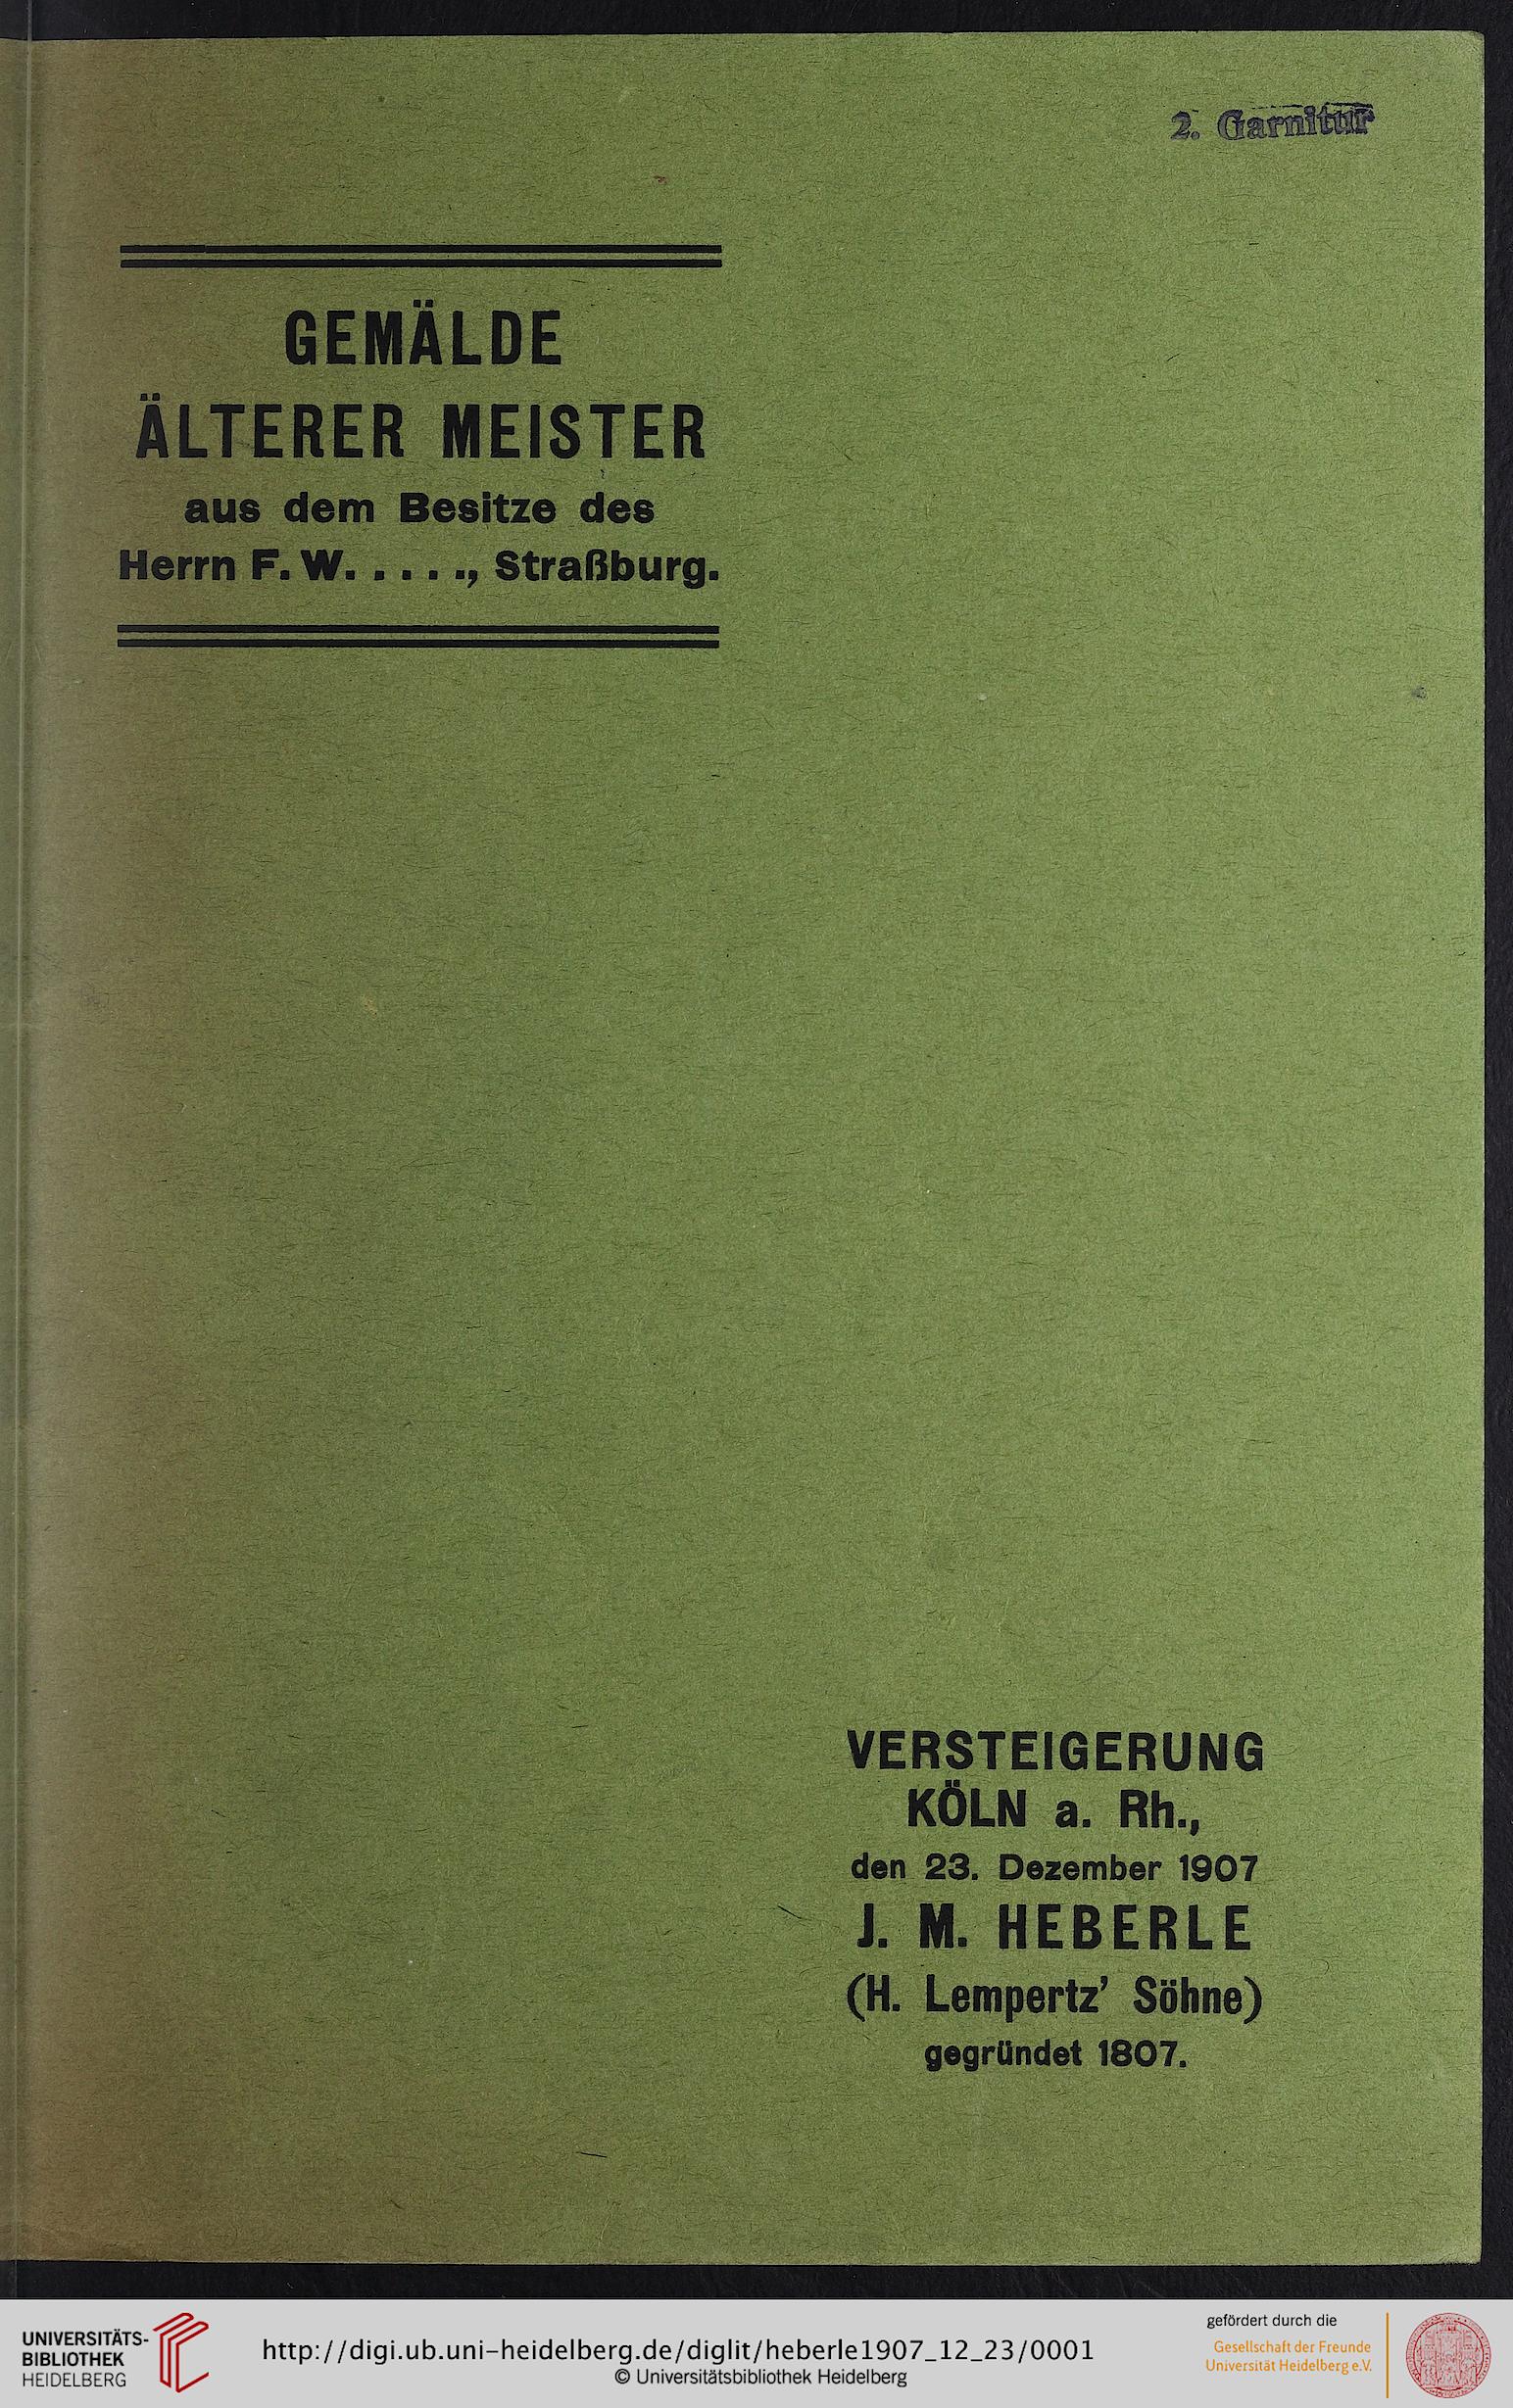 2. Garnitur
GEMÄLDE
ÄLTERER MEISTER
aus dem Besitze des
Herrn F. W. . . . . ., Straßburg.
VERSTEIGERUNG
KÖLN a. Rh.,
den 23. Dezember 1907
J. M. HEBERLE
(H. Lempertz’ Söhne)
gegründet 1807.
UNIVERSITÄTS-
BIBLIOTHEK
HEIDELBERG
http://digi.ub.uni-heidelberg.de/diglit/heberle1907_12_23/0001
© Universitätsbibliothek Heidelberg
gefördert durch die
Gesellschaft der Freunde
Universität Heidelberg e.V.